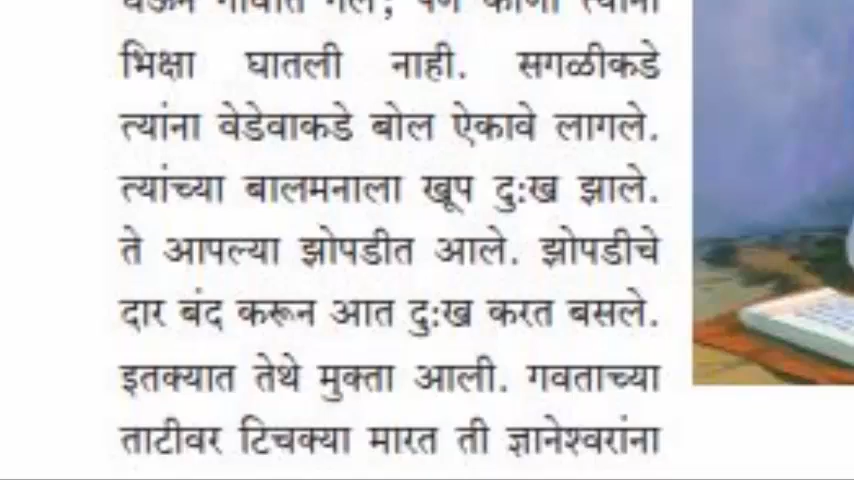 भिक्षा घातली नाही. सगळीकडे
त्यांना वेडेवाकडे बोल ऐकावे लागले.
त्यांच्या बालमनाला खूप दुःख झाले.
ते आपल्या झोपडीत आले. झोपडीचे
दार बंद करून आत दुःख करत बसले.
इतक्यात तेथे मुक्ता आली. गवताच्या
ताटीवर टिचक्या मारत ती ज्ञानेश्वरांना